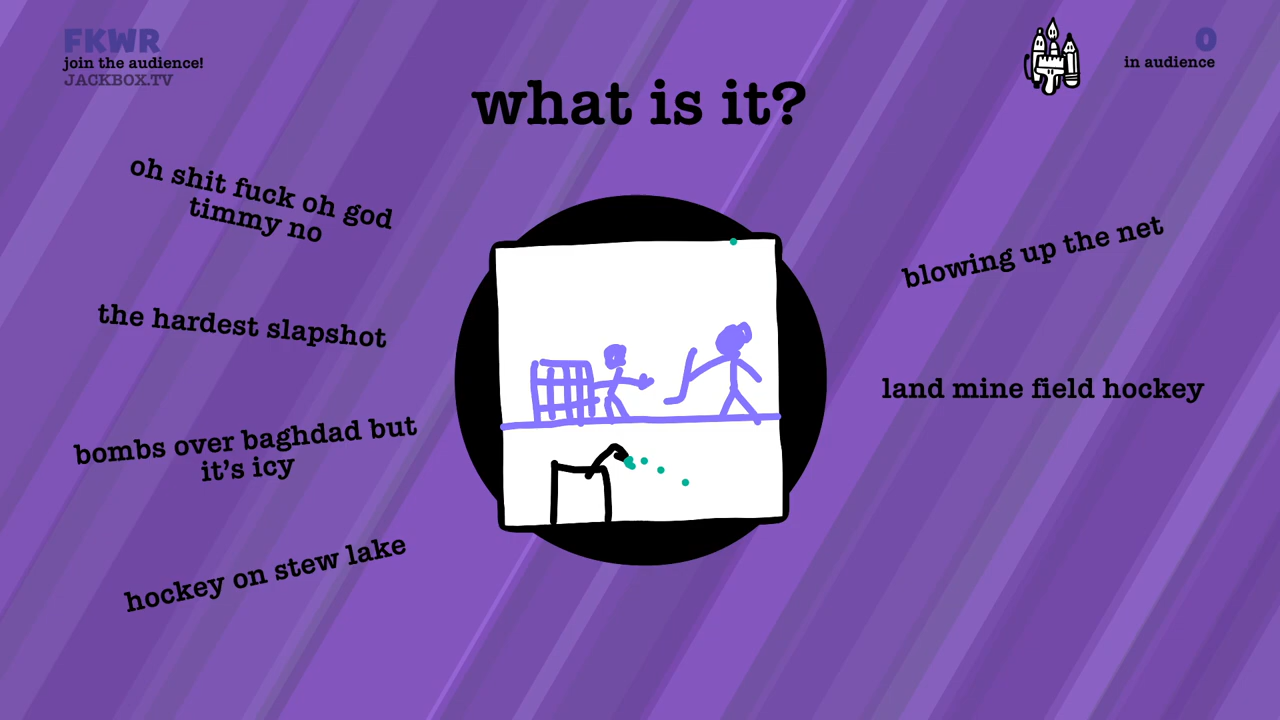 FKWR
join the audience!
JACKBOX.TV
0
in audience
what is it?
oh shit fuck oh god
timmy no
the hardest slapshot
bombs over baghdad but
it's icy
hockey on stew lake
blowing up the net
land mine field hockey